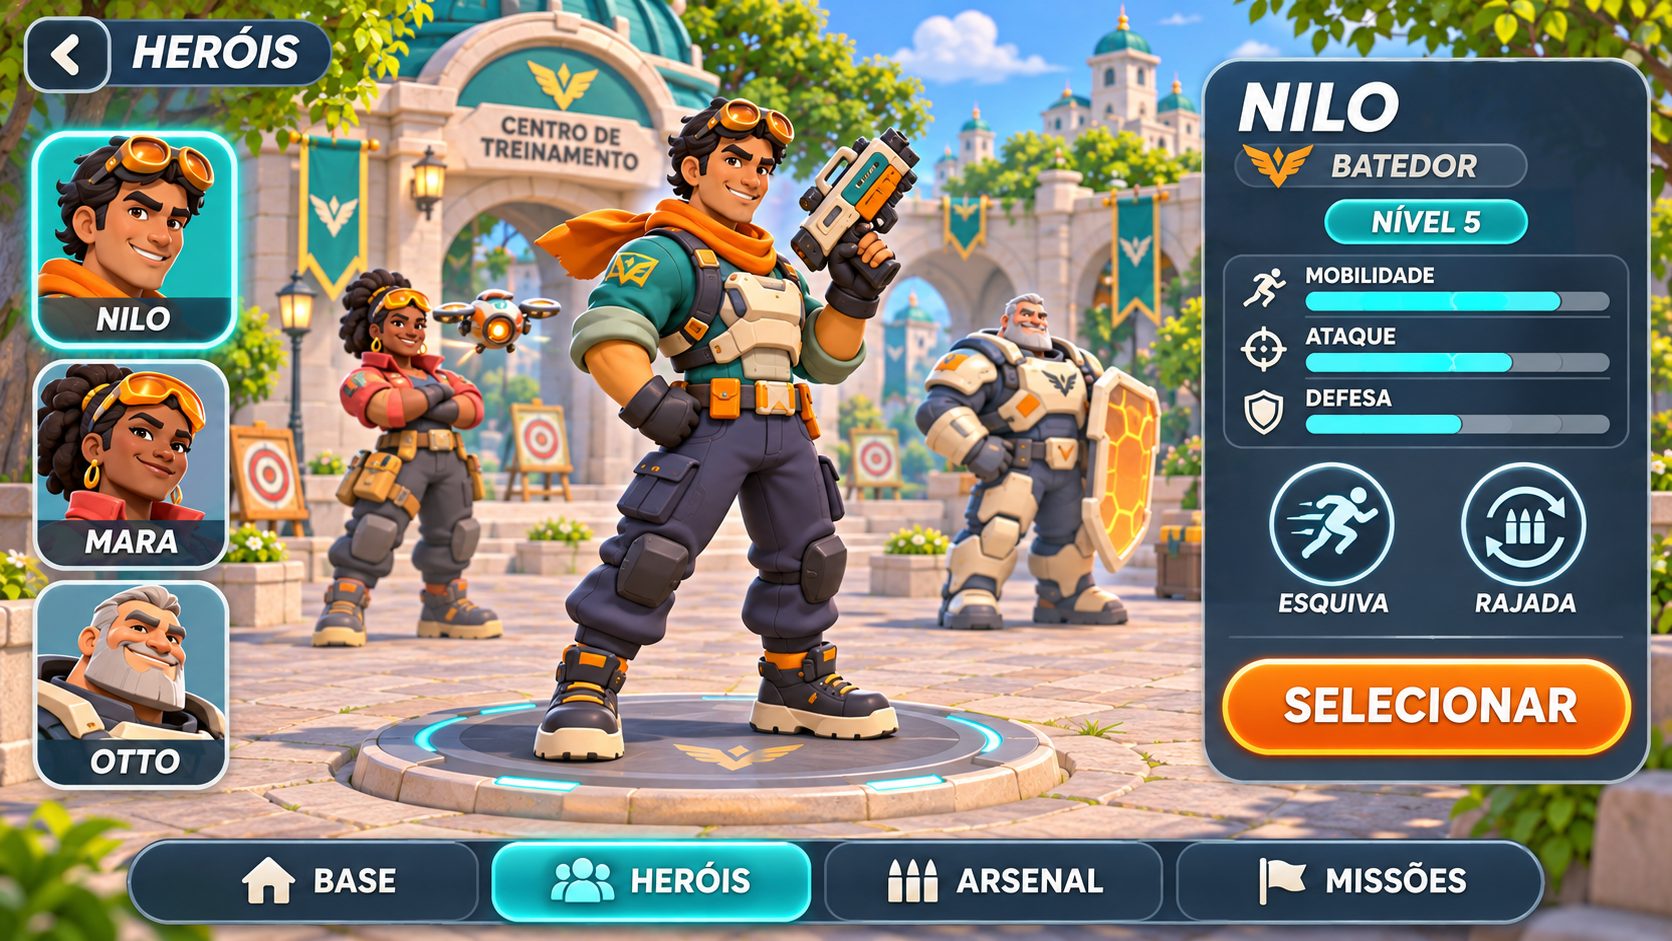 HERÓIS
CENTRO DE
TREINAMENTO
NILO
MARA
OTTO
NILO
BATEDOR
NÍVEL 5
MOBILIDADE
ATAQUE
DEFESA
ESQUIVA
RAJADA
SELECIONAR
BASE
HERÓIS
ARSENAL
MISSÕES